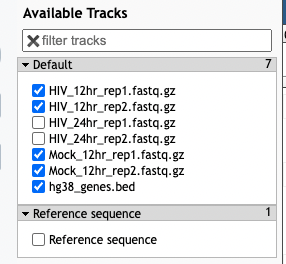 Available Tracks
filter tracks
Default 7
HIV_12hr_rep1.fastq.gz
HIV_12hr_rep2.fastq.gz
HIV_24hr_rep1.fastq.gz
HIV_24hr_rep2.fastq.gz
Mock_12hr_rep1.fastq.gz
Mock_12hr_rep2.fastq.gz
hg38_genes.bed
Reference sequence 1
Reference sequence